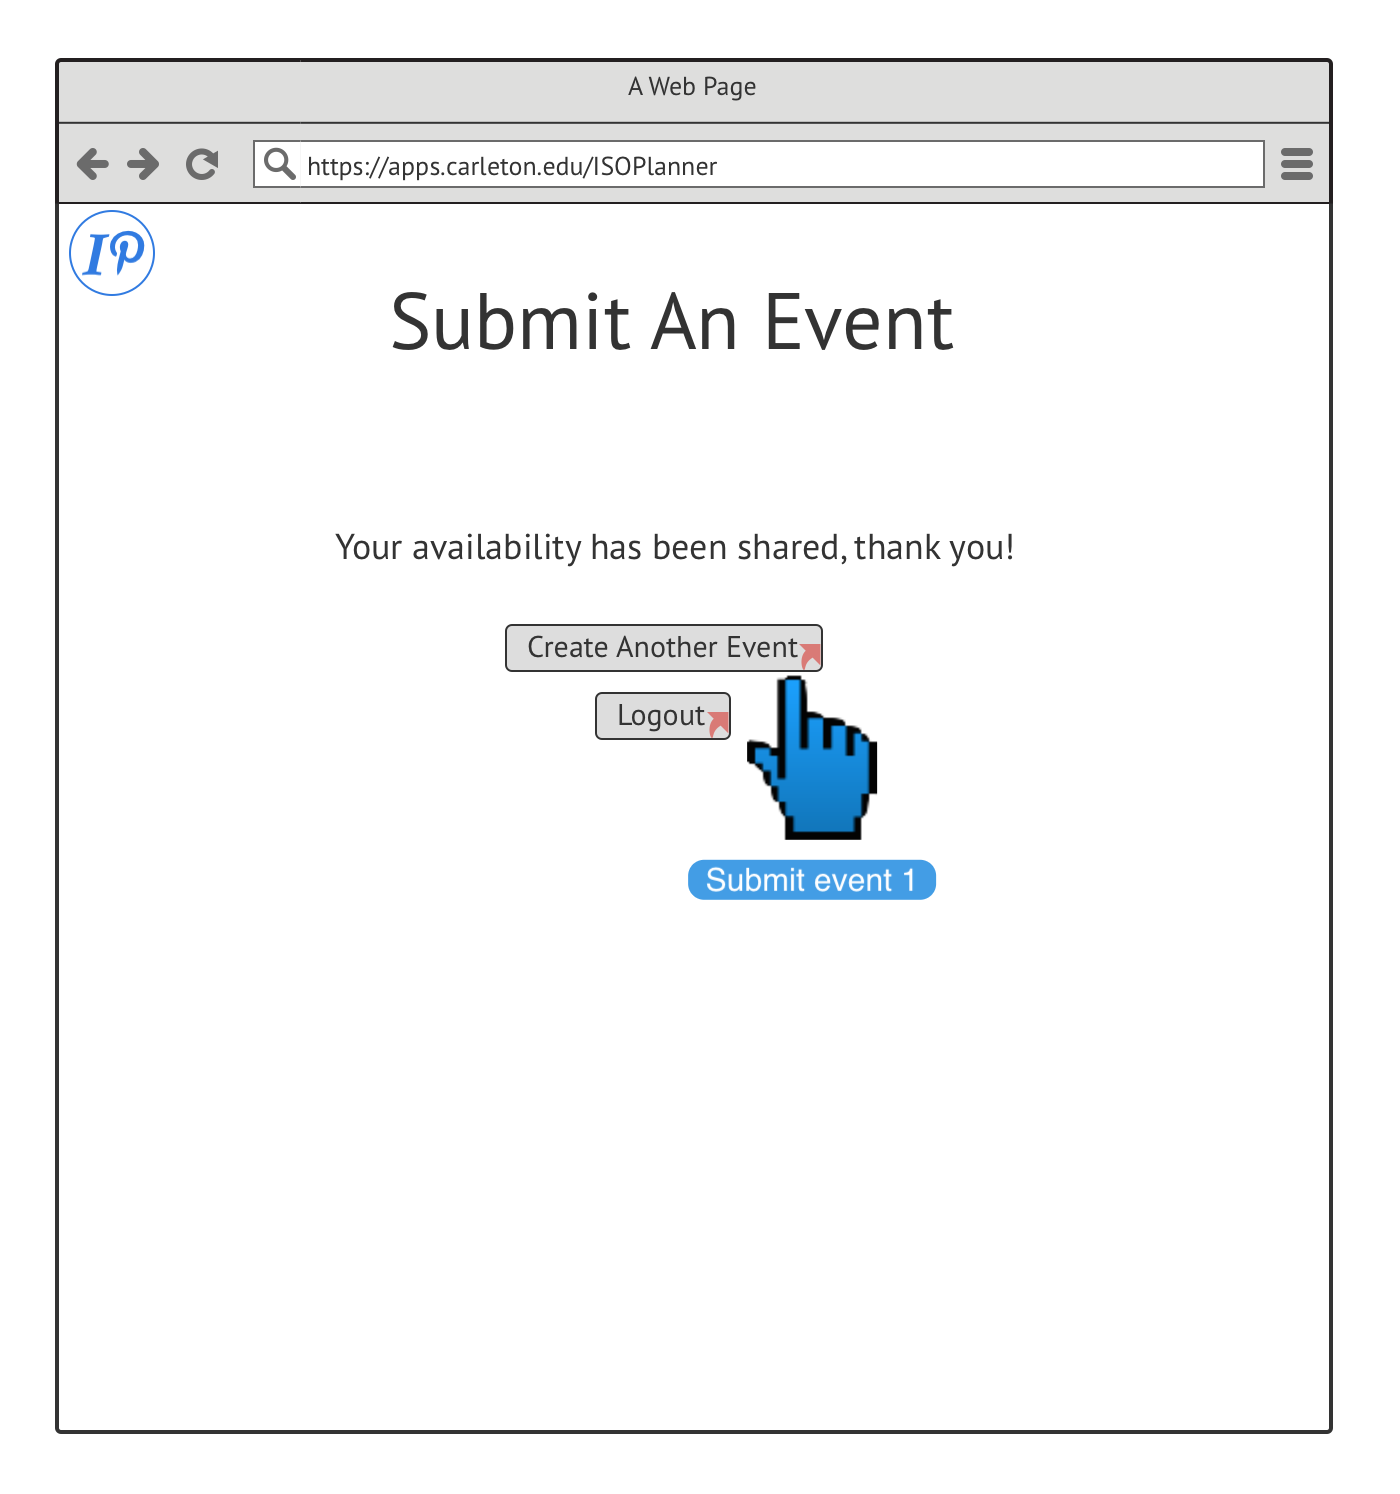 A Web Page
https://apps.carleton.edu/ISOPlanner
IP
Submit An Event
Your availability has been shared, thank you!
Create Another Event
Logout
Submit event 1